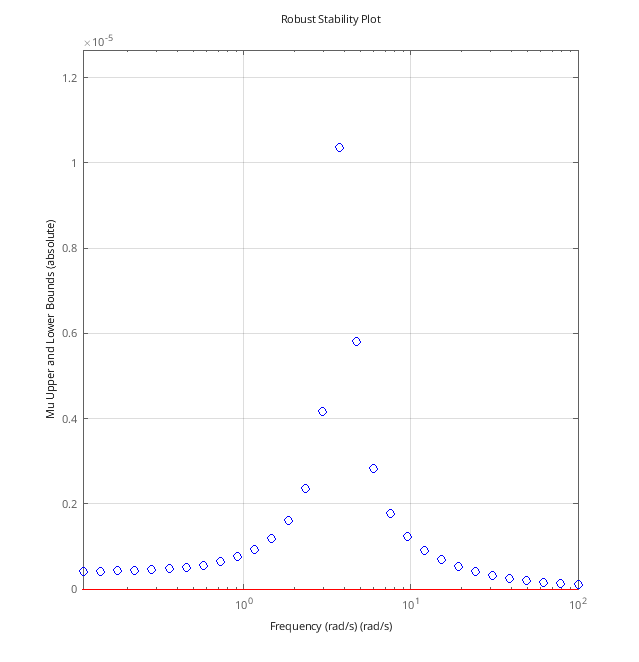 Robust Stability Plot
×10-5
1.2
1
0.8
0.6
0.4
0.2
0
Mu Upper and Lower Bounds (absolute)
100 101 102
Frequency (rad/s) (rad/s)